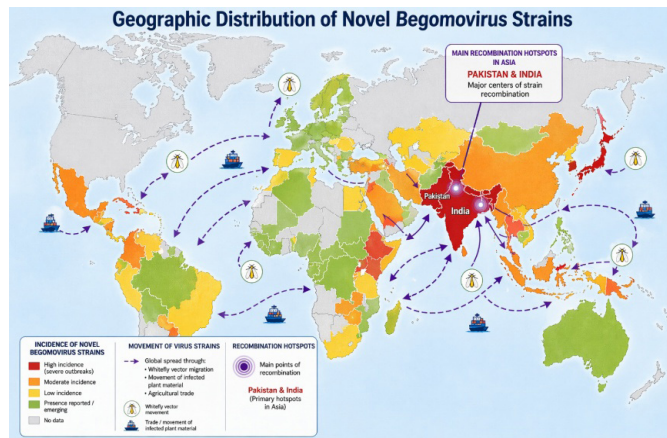 Geographic Distribution of Novel Begomovirus Strains
MAIN RECOMBINATION HOTSPOTS
IN ASIA
PAKISTAN & INDIA
Major centers of strain
recombination
Pakistan
India
INCIDENCE OF NOVEL
BEGOMOVIRUS STRAINS
High incidence
(severe outbreaks)
Moderate incidence
Low incidence
Presence reported /
emerging
No data
MOVEMENT OF VIRUS STRAINS
Global spread through:
• Whitefly vector migration
• Movement of infected
plant material
• Agricultural trade
Whitefly vector
movement
Trade / movement of
infected plant material
RECOMBINATION HOTSPOTS
Main points of
recombination
Pakistan & India
(Primary hotspots
in Asia)